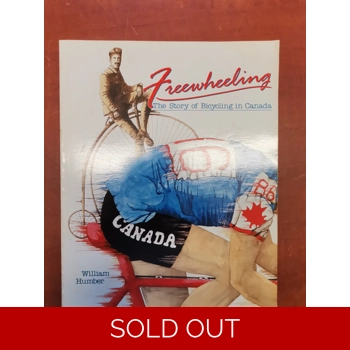 Freewheeling
The Story of Bicycling in Canada
CANADA
William
Humber
SOLD OUT